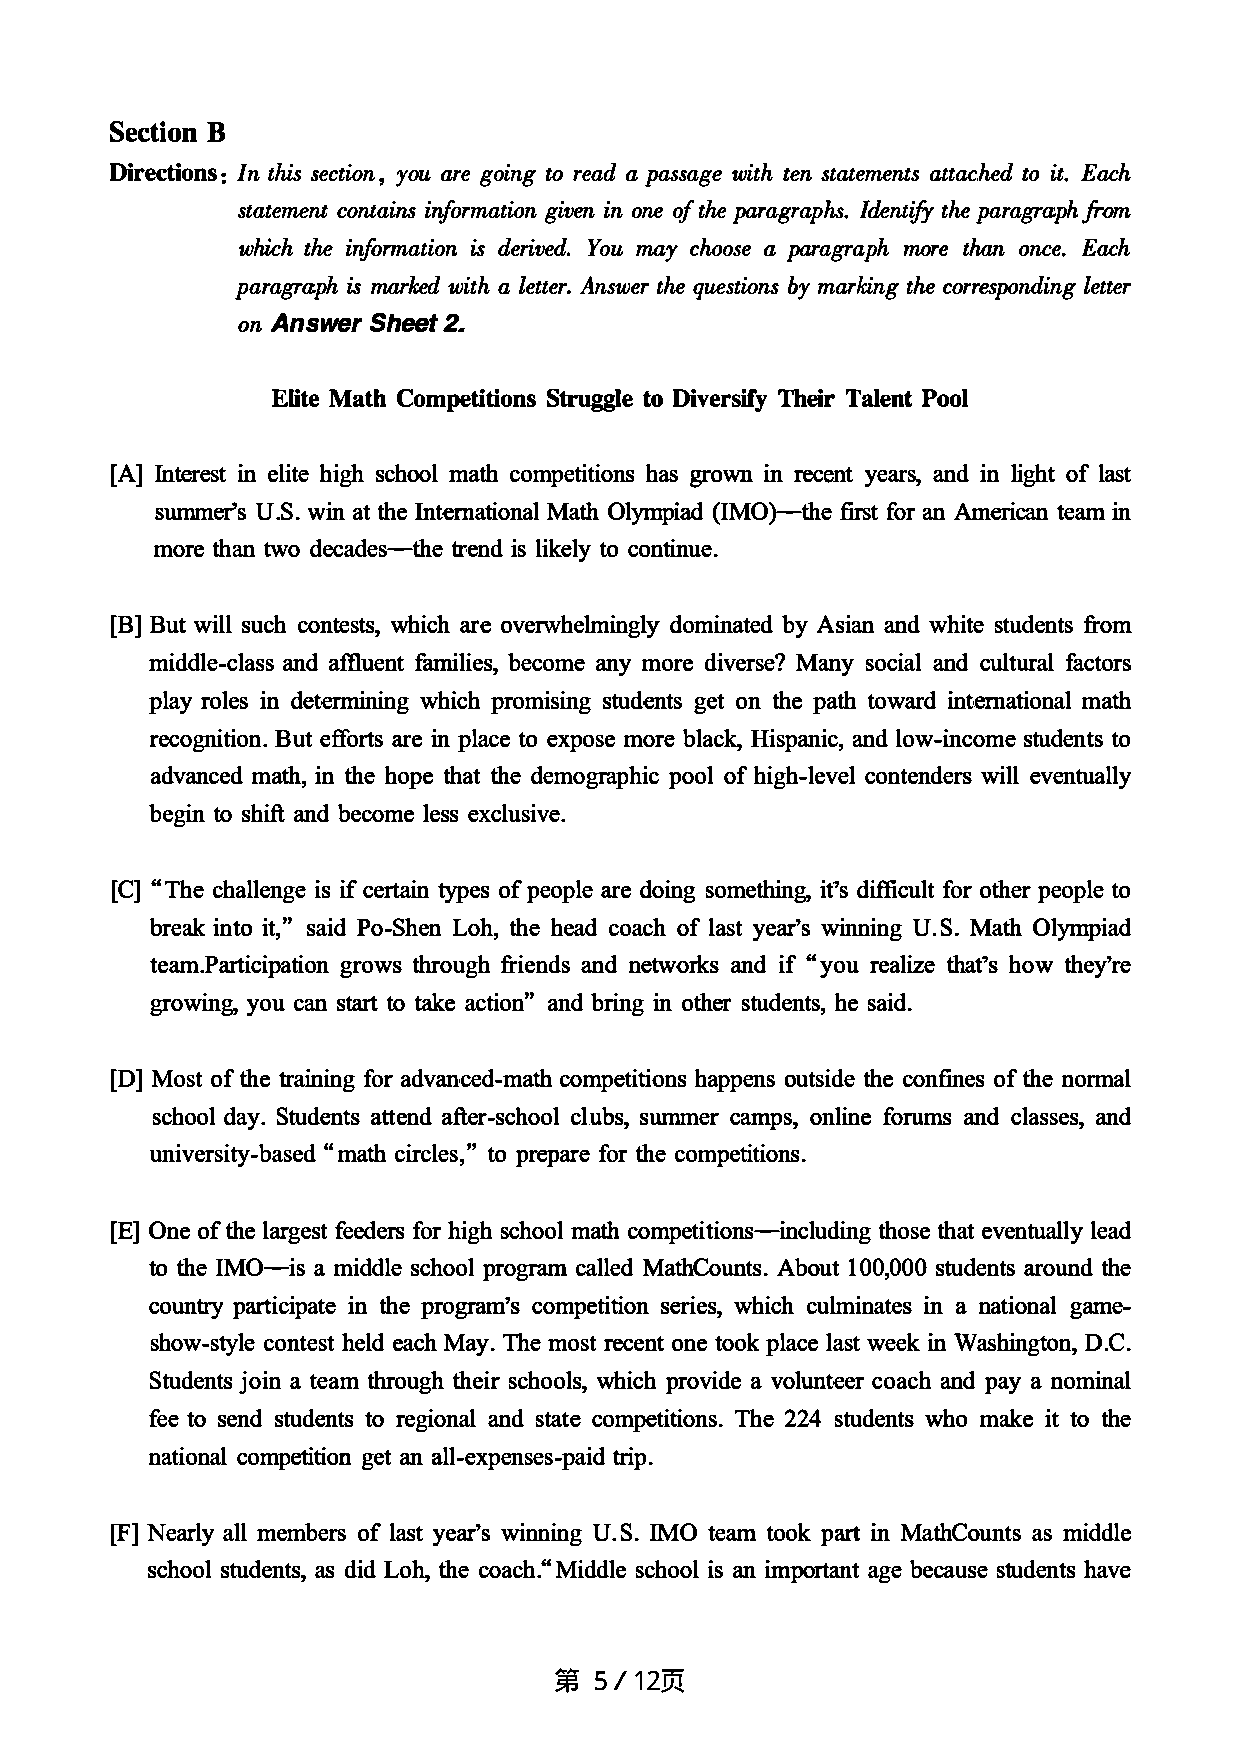 Section B
Directions: In this section, you are going to read a passage with ten statements attached to it. Each
statement contains information given in one of the paragraphs. Identify the paragraph from
which the information is derived. You may choose a paragraph more than once. Each
paragraph is marked with a letter. Answer the questions by marking the corresponding letter
on Answer Sheet 2.
Elite Math Competitions Struggle to Diversify Their Talent Pool
[A] Interest in elite high school math competitions has grown in recent years, and in light of last
summer's U.S. win at the International Math Olympiad (IMO)—the first for an American team in
more than two decades—the trend is likely to continue.
[B] But will such contests, which are overwhelmingly dominated by Asian and white students from
middle-class and affluent families, become any more diverse? Many social and cultural factors
play roles in determining which promising students get on the path toward international math
recognition. But efforts are in place to expose more black, Hispanic, and low-income students to
advanced math, in the hope that the demographic pool of high-level contenders will eventually
begin to shift and become less exclusive.
[C] “The challenge is if certain types of people are doing something, it's difficult for other people to
break into it,” said Po-Shen Loh, the head coach of last year's winning U.S. Math Olympiad
team.Participation grows through friends and networks and if “you realize that's how they're
growing, you can start to take action” and bring in other students, he said.
[D] Most of the training for advanced-math competitions happens outside the confines of the normal
school day. Students attend after-school clubs, summer camps, online forums and classes, and
university-based “math circles,” to prepare for the competitions.
[E] One of the largest feeders for high school math competitions—including those that eventually lead
to the IMO—is a middle school program called MathCounts. About 100,000 students around the
country participate in the program's competition series, which culminates in a national game-
show-style contest held each May. The most recent one took place last week in Washington, D.C.
Students join a team through their schools, which provide a volunteer coach and pay a nominal
fee to send students to regional and state competitions. The 224 students who make it to the
national competition get an all-expenses-paid trip.
[F] Nearly all members of last year's winning U.S. IMO team took part in MathCounts as middle
school students, as did Loh, the coach.“Middle school is an important age because students have
第 5 / 12页